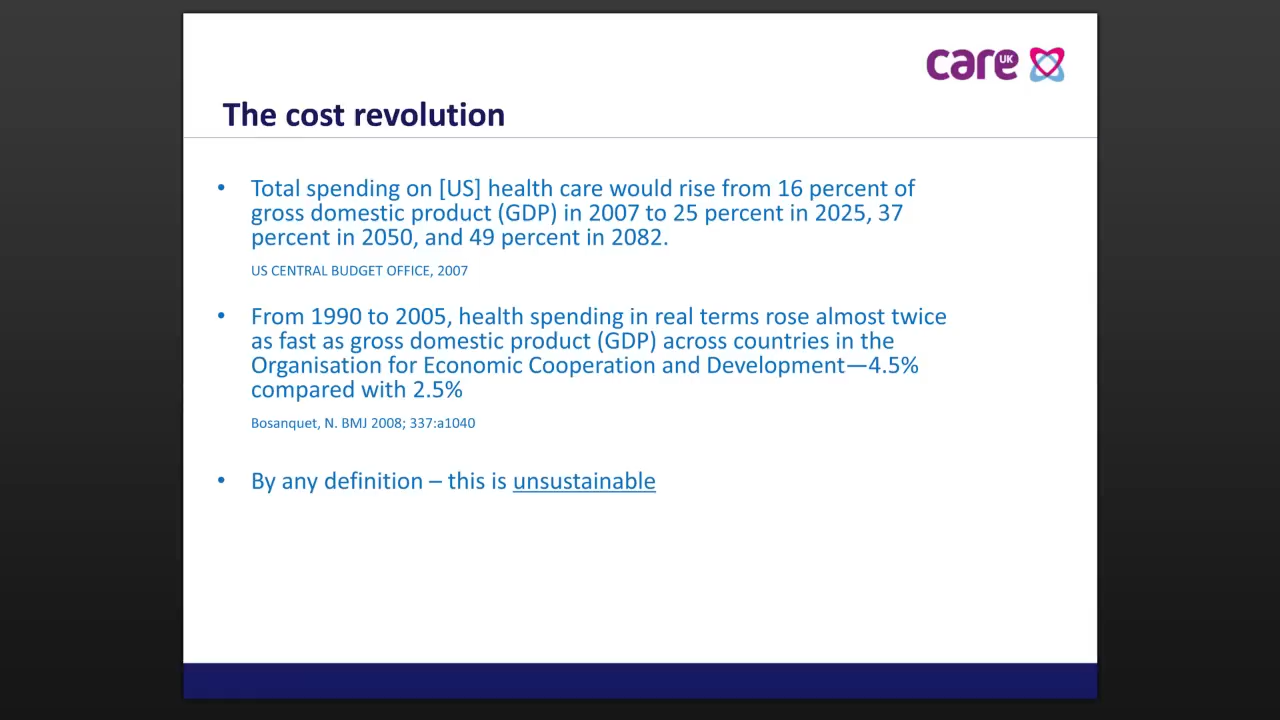 care UK
The cost revolution
• Total spending on [US] health care would rise from 16 percent of
gross domestic product (GDP) in 2007 to 25 percent in 2025, 37
percent in 2050, and 49 percent in 2082.
US CENTRAL BUDGET OFFICE, 2007
• From 1990 to 2005, health spending in real terms rose almost twice
as fast as gross domestic product (GDP) across countries in the
Organisation for Economic Cooperation and Development—4.5%
compared with 2.5%
Bosanquet, N. BMJ 2008; 337:a1040
• By any definition – this is unsustainable